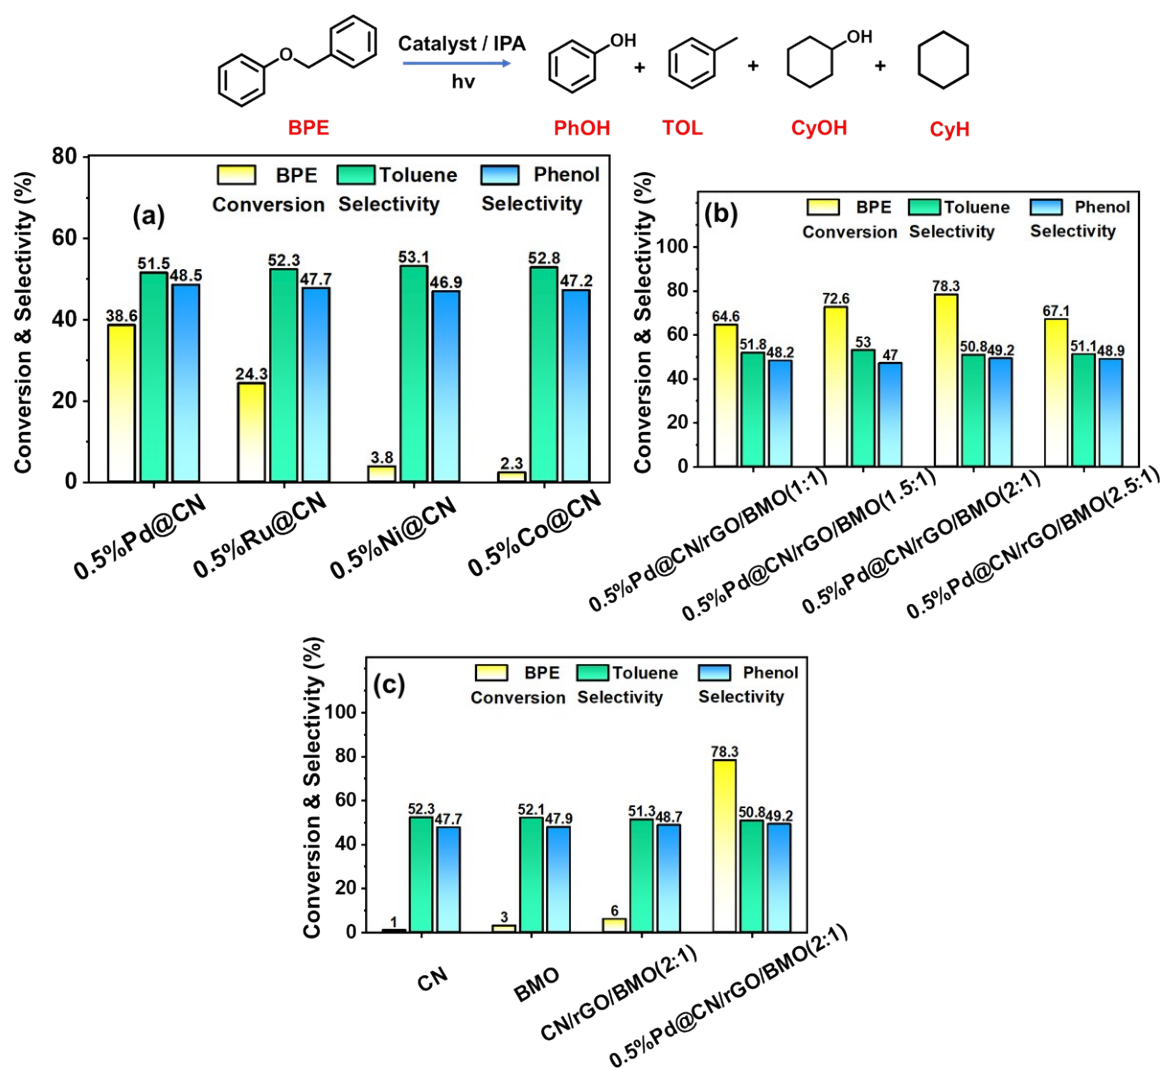 O
Catalyst / IPA
hv
OH
+
+
OH
+
BPE
PhOH
TOL
CyOH
CyH
(a)
BPE Toluene Phenol
Conversion Selectivity Selectivity
Conversion & Selectivity (%)
80
60
40
20
0
38.6
51.5
48.5
24.3
52.3
47.7
3.8
53.1
46.9
2.3
52.8
47.2
0.5%Pd@CN
0.5%Ru@CN
0.5%Ni@CN
0.5%Co@CN
(b)
BPE Toluene Phenol
Conversion Selectivity Selectivity
Conversion & Selectivity (%)
100
80
60
40
20
0
64.6
51.8
48.2
72.6
53
47
78.3
50.8
49.2
67.1
51.1
48.9
0.5%Pd@CN/rGO/BMO(1:1)
0.5%Pd@CN/rGO/BMO(1.5:1)
0.5%Pd@CN/rGO/BMO(2:1)
0.5%Pd@CN/rGO/BMO(2.5:1)
(c)
BPE Toluene Phenol
Conversion Selectivity Selectivity
Conversion & Selectivity (%)
100
80
60
40
20
0
1
52.3
47.7
3
52.1
47.9
6
51.3
48.7
78.3
50.8
49.2
CN
BMO
CN/rGO/BMO(2:1)
0.5%Pd@CN/rGO/BMO(2:1)